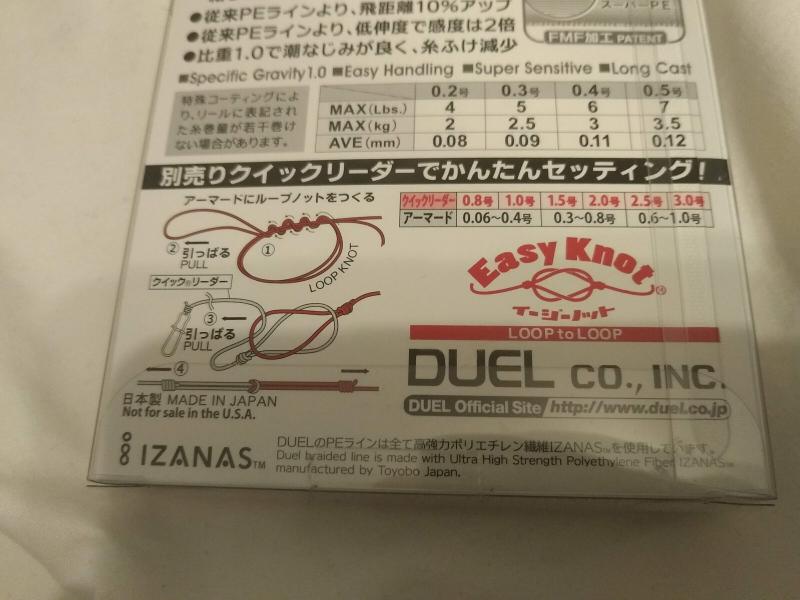 ●従来PEラインより、飛距離10%アップ
●従来PEラインより、低伸度で感度は2倍
●比重1.0で潮なじみが良く、糸ふけ減少
スーパーPE
FMF加工 PATENT
■Specific Gravity1.0 ■Easy Handling ■Super Sensitive ■Long Cast
特殊コーティングによ
り、リールに表記され
た糸巻量が若干巻けな
い場合があります。
0.2号 0.3号 0.4号 0.5号
MAX(Lbs.) 4 5 6 7
MAX(kg) 2 2.5 3 3.5
AVE(mm) 0.08 0.09 0.11 0.12
別売りクイックリーダーでかんたんセッティング!
アーマードにループノットをつくる
② 引っぱる
PULL
①
LOOP KNOT
クイック®リーダー
③
引っぱる
PULL
④
クイックリーダー 0.8号 1.0号 1.5号 2.0号 2.5号 3.0号
アーマード 0.06~0.4号 0.3~0.8号 0.6~1.0号
Easy Knot®
イージーノット
LOOP to LOOP
DUEL CO., INC.
DUEL Official Site http://www.duel.co.jp
日本製 MADE IN JAPAN
Not for sale in the U.S.A.
IZANAS™
DUELのPEラインは全て高強力ポリエチレン繊維IZANAS™を使用しています。
Duel braided line is made with Ultra High Strength Polyethylene Fiber IZANAS™
manufactured by Toyobo Japan.